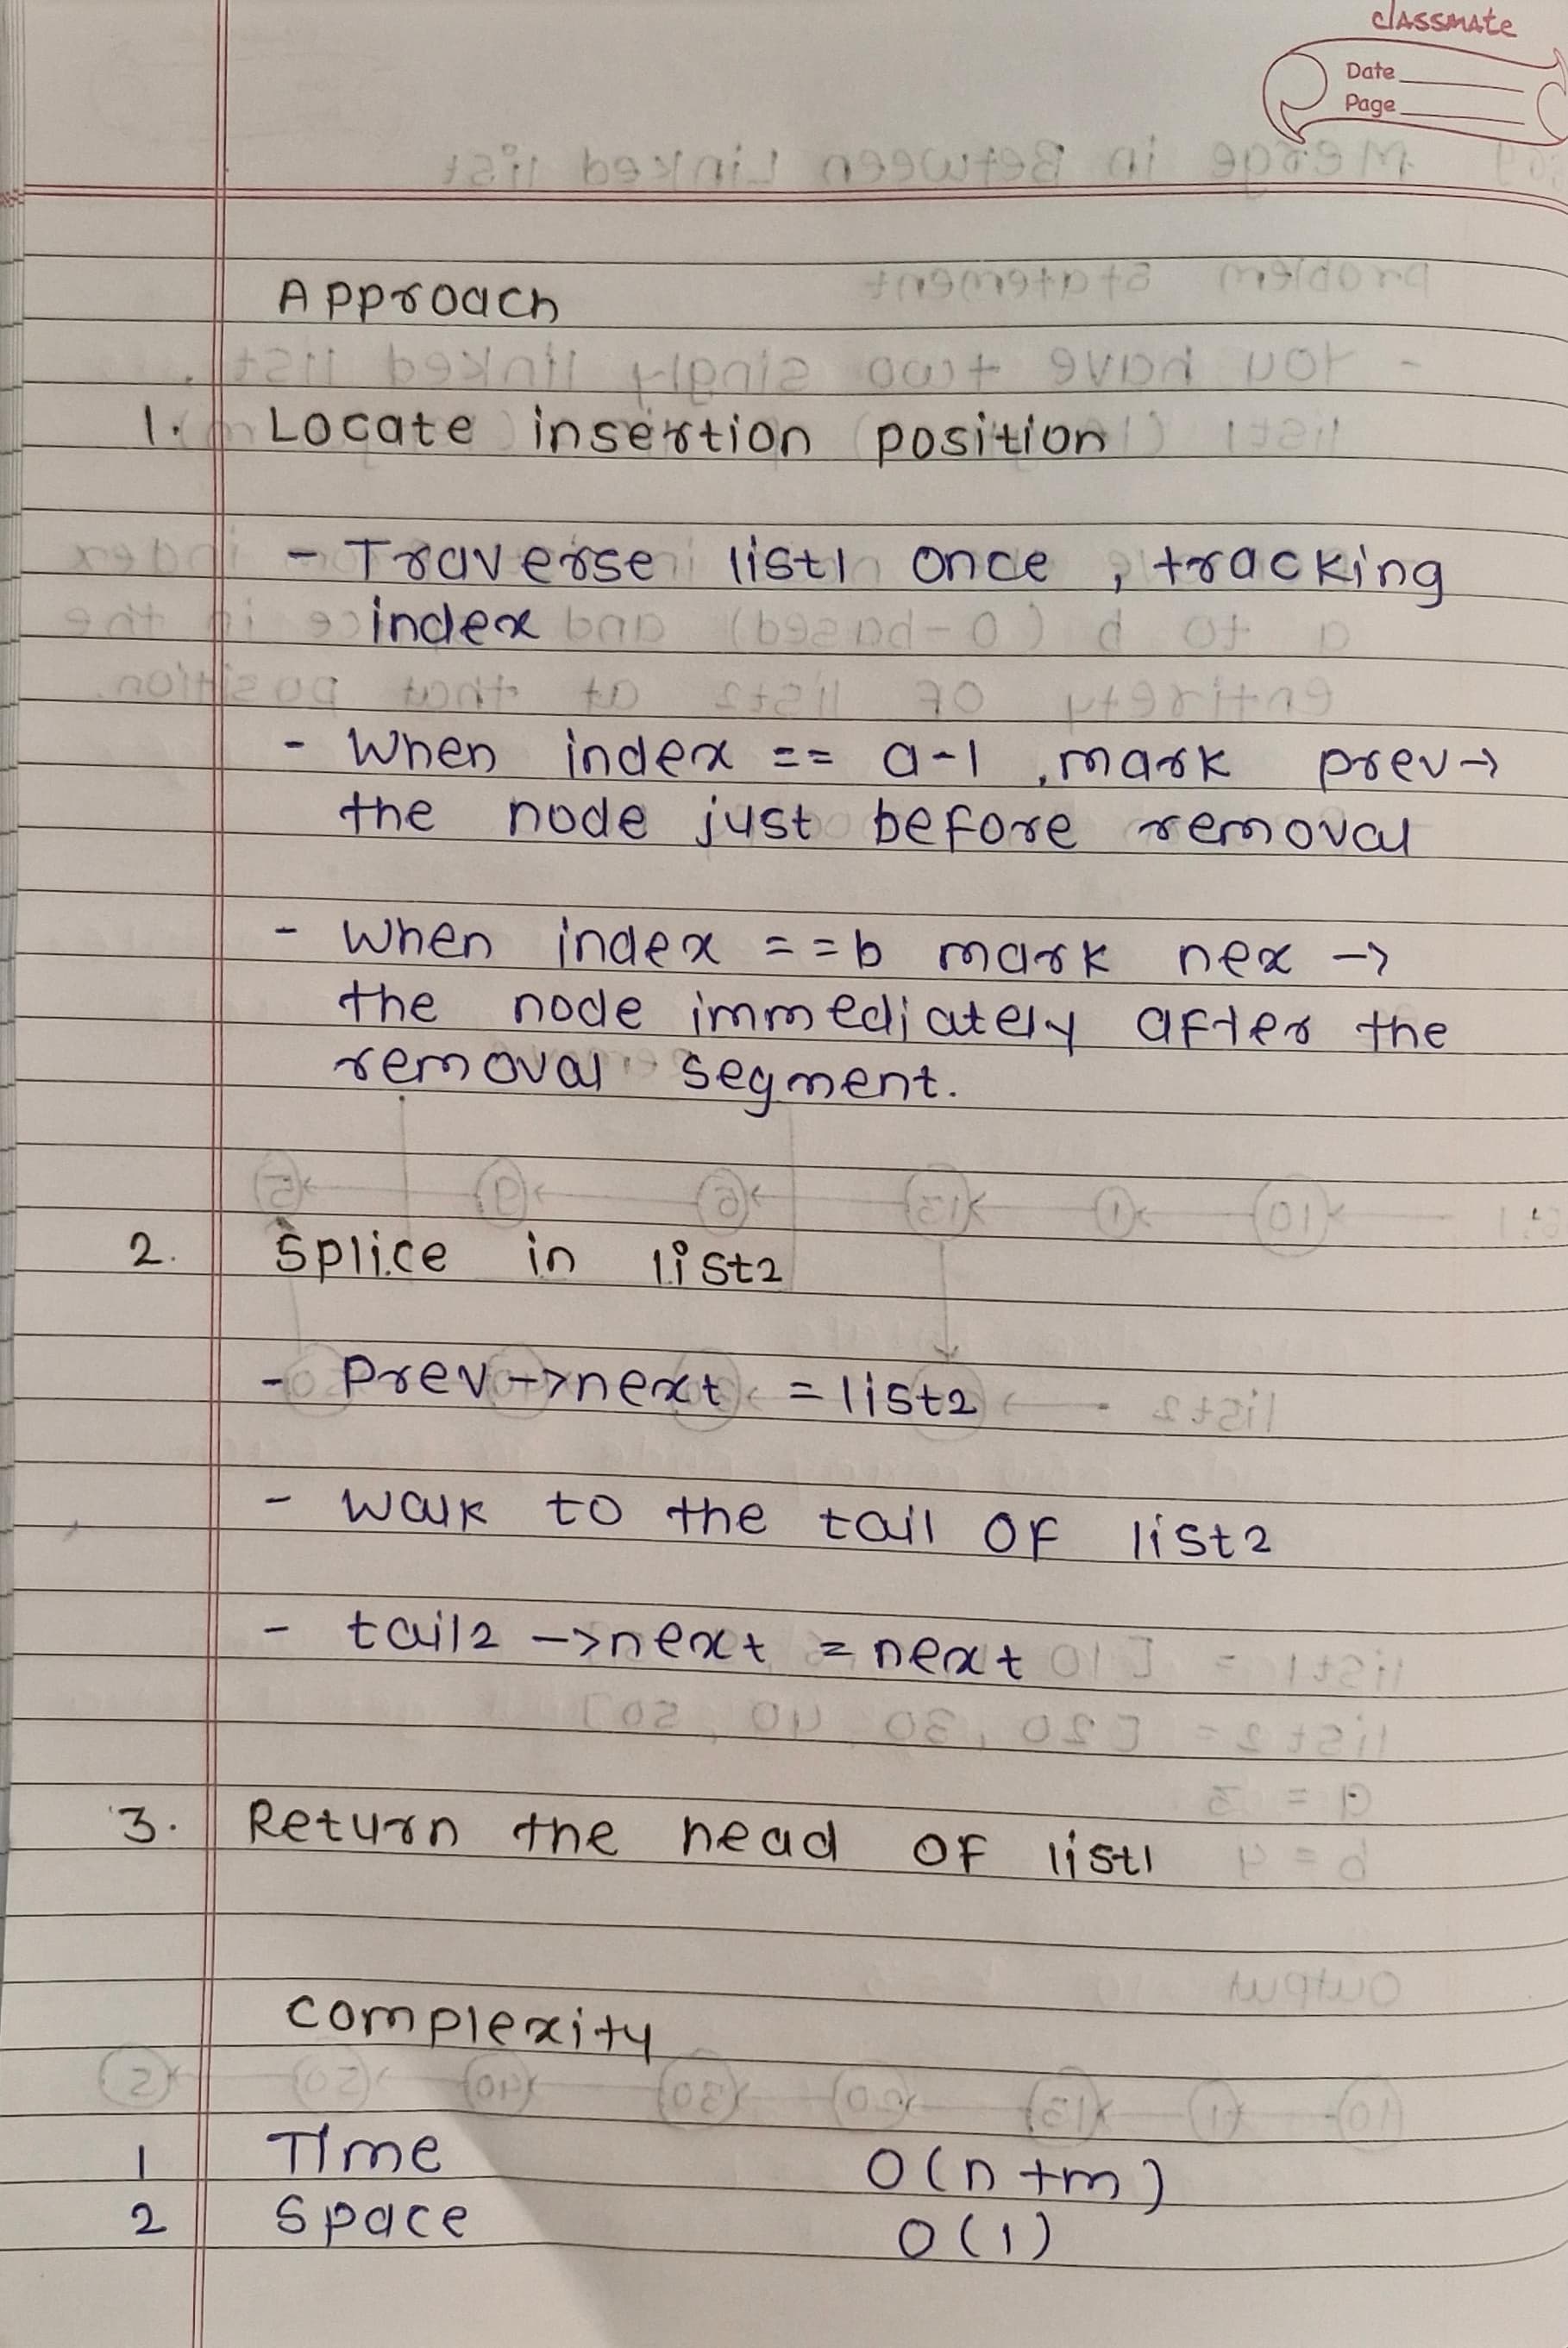 classmate
Date
Page
Approach
1. Locate insertion position
- Traverse list1 once, tracking
index
- When index == a-1, mark prev ->
the node just before removal
- When index == b mark nex ->
the node immediately after the
removal segment.
2. Splice in list2
- Prev->next = list2
- Walk to the tail of list2
- tail2 ->next = next
3. Return the head of list1
Complexity
1 Time O(n+m)
2 Space O(1)